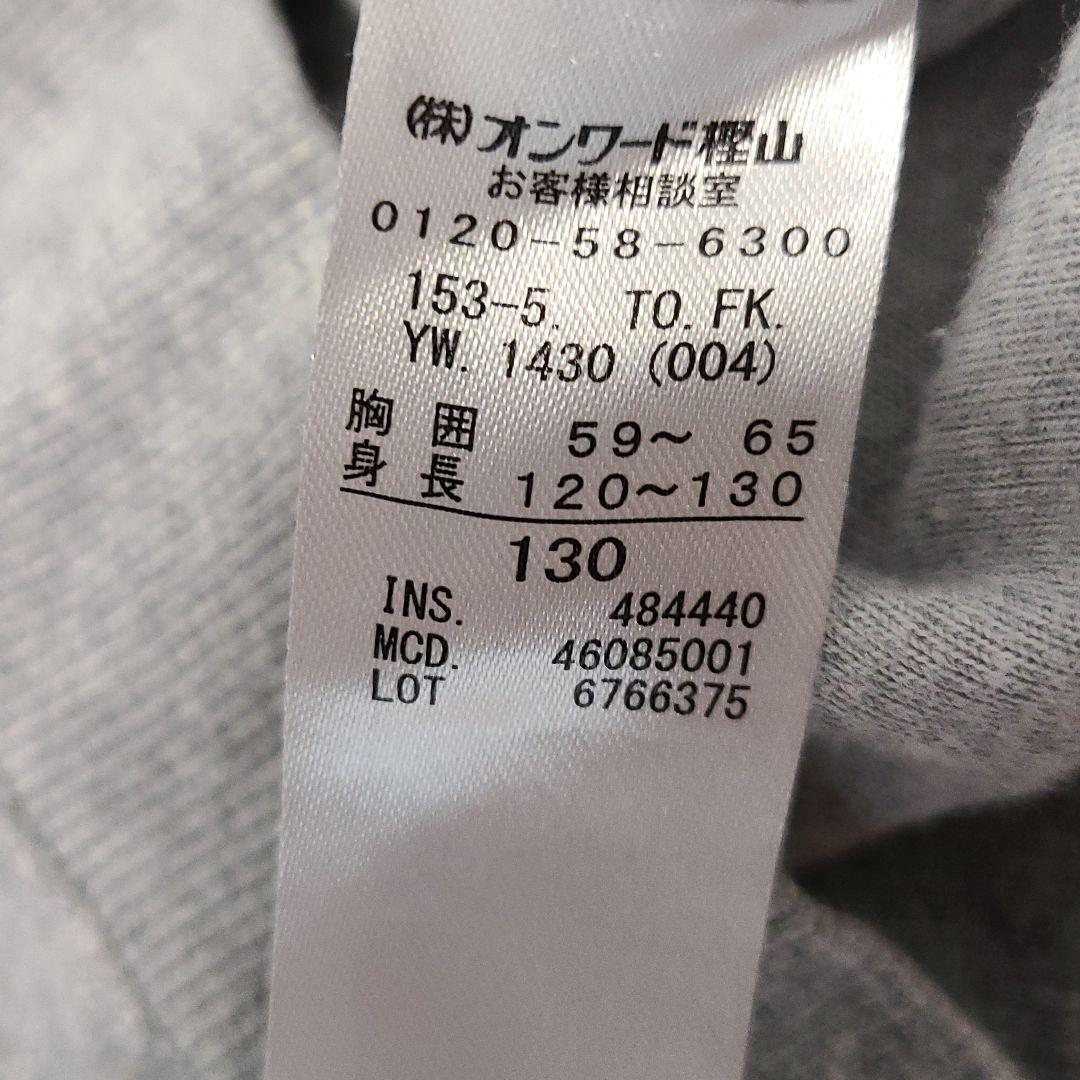 (株)オンワード樫山
お客様相談室
0120-58-6300
153-5. TO. FK.
YW. 1430 (004)
胸囲 59〜 65
身長 120〜130
130
INS. 484440
MCD. 46085001
LOT 6766375